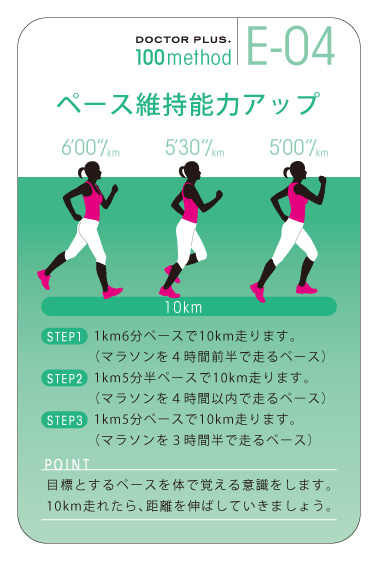 DOCTOR PLUS.
100method
E-04
ペース維持能力アップ
6'00"/km 5'30"/km 5'00"/km
10km
STEP1 1km6分ペースで10km走ります。
（マラソンを４時間前半で走るペース）
STEP2 1km5分半ペースで10km走ります。
（マラソンを４時間以内で走るペース）
STEP3 1km5分ペースで10km走ります。
（マラソンを３時間半で走るペース）
POINT
目標とするペースを体で覚える意識をします。
10km走れたら、距離を伸ばしていきましょう。